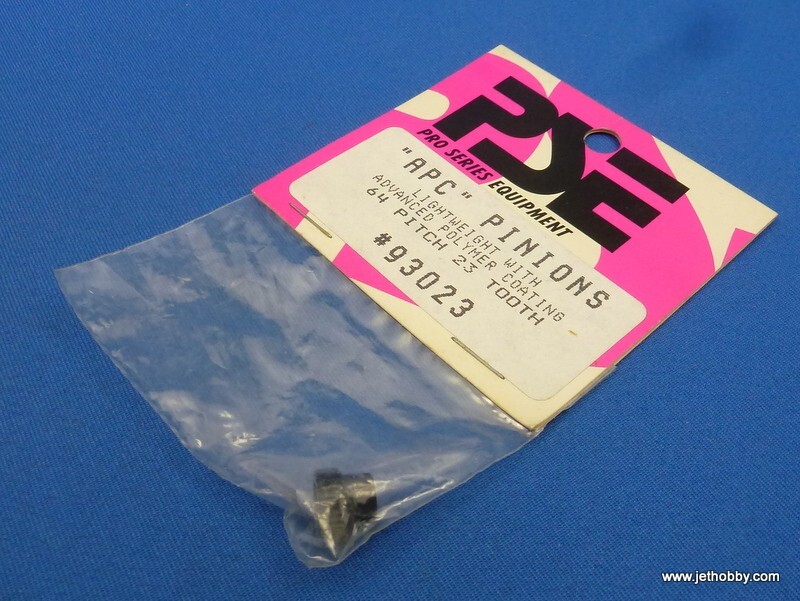 PSE
PRO SERIES EQUIPMENT
"APC" PINIONS
LIGHTWEIGHT WITH
ADVANCED POLYMER COATING
64 PITCH 23 TOOTH
#93023
www.jethobby.com